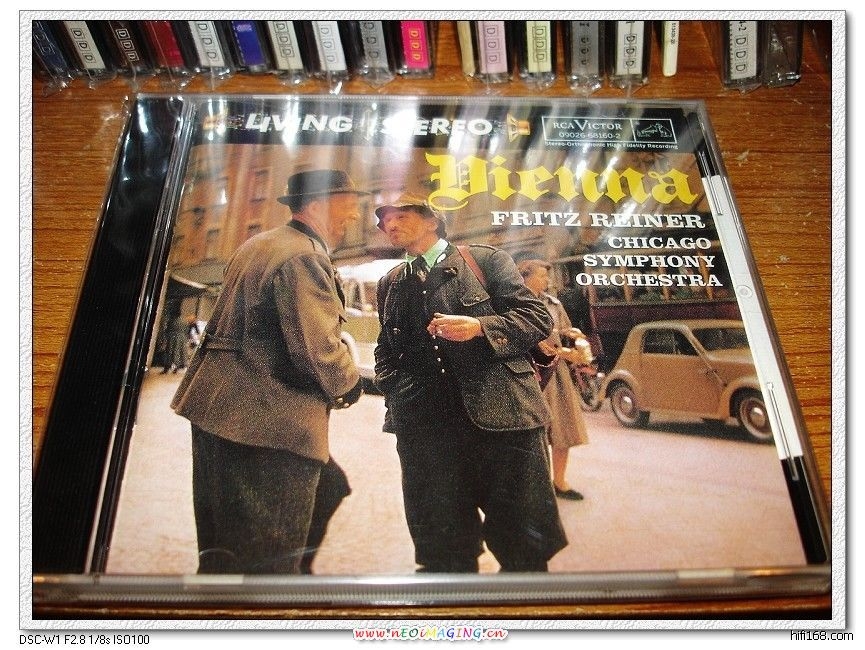 LIVING STEREO
RCA VICTOR
09026-68160-2
Stereo-Orthophonic High Fidelity Recording
Vienna
FRITZ REINER
CHICAGO
SYMPHONY
ORCHESTRA
DSC-W1 F2.8 1/8s ISO100
www.nEOiMAGING.cn
hifi168.com